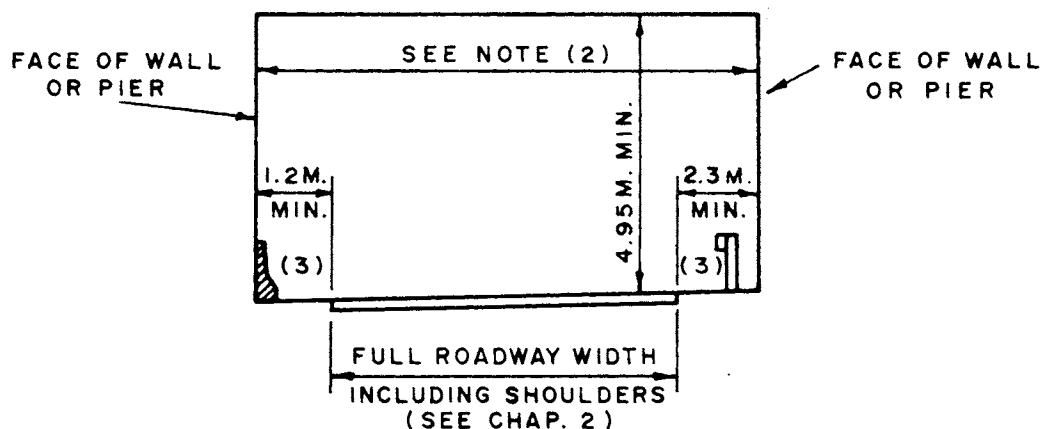 SEE NOTE (2)
FACE OF WALL
OR PIER
FACE OF WALL
OR PIER
1.2M.
MIN.
4.95M. MIN.
2.3M.
MIN.
(3)
(3)
FULL ROADWAY WIDTH
INCLUDING SHOULDERS
(SEE CHAP. 2)